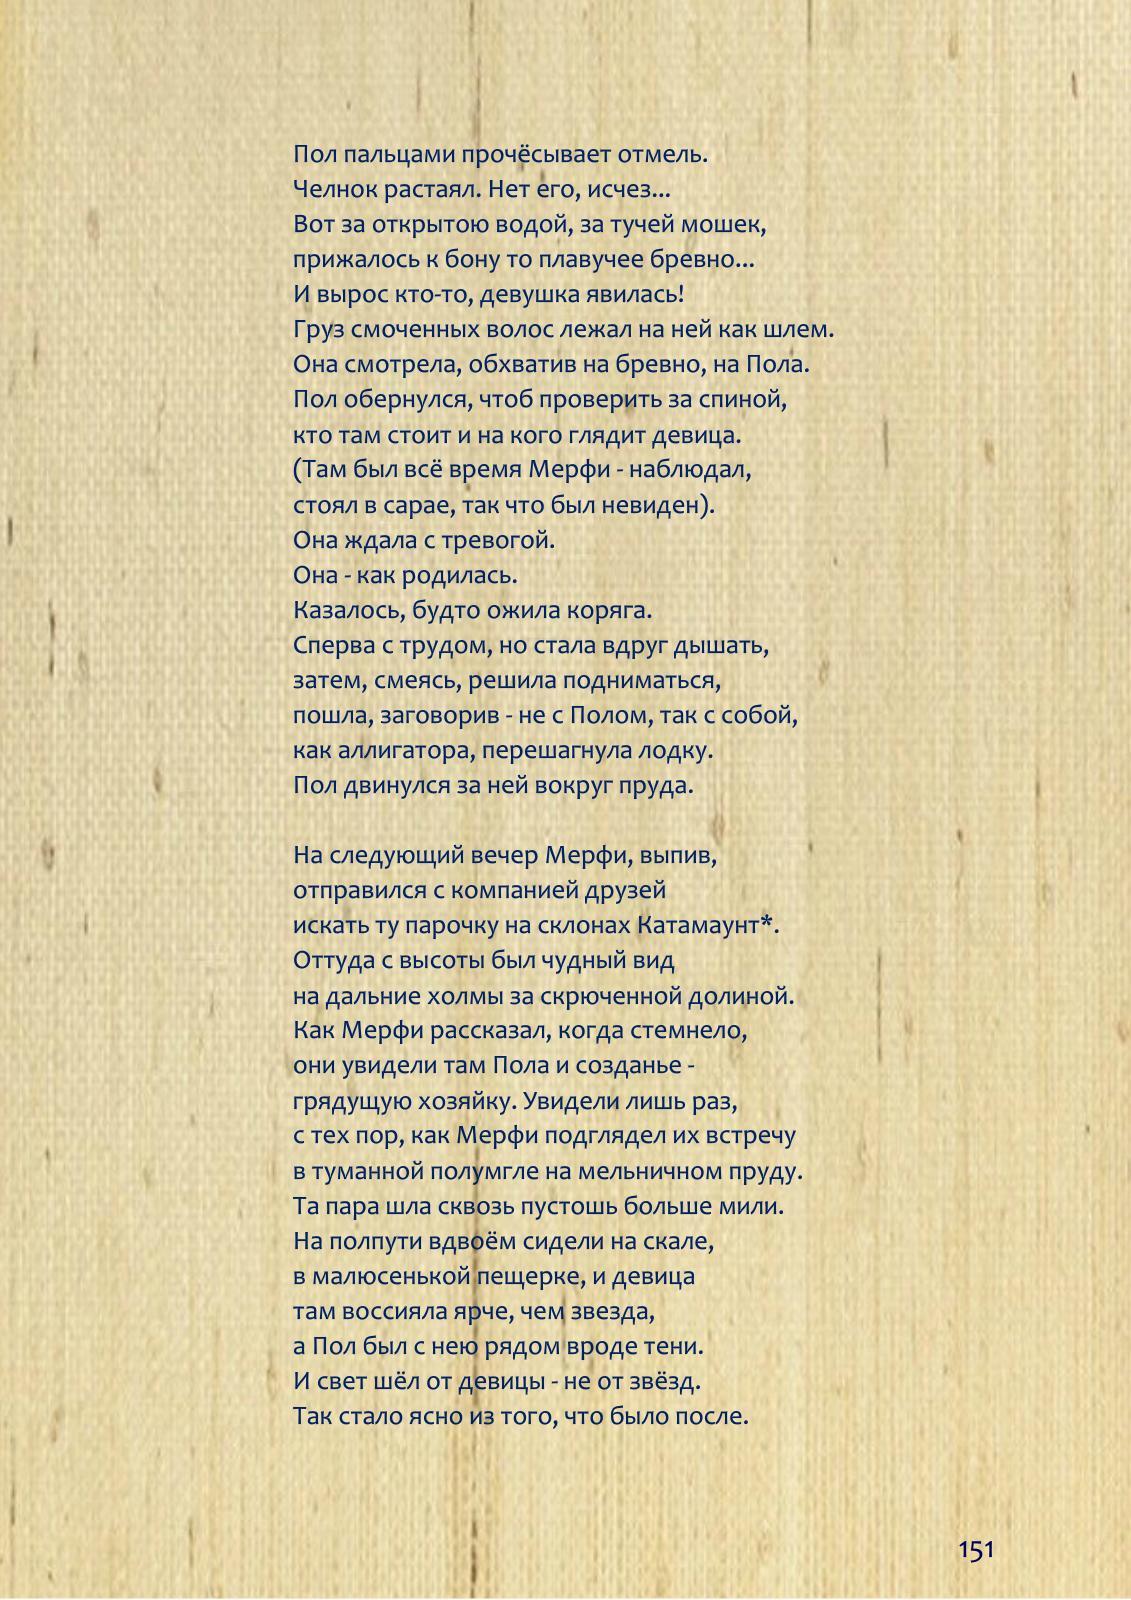 Пол пальцами прочёсывает отмель.
Челнок растаял. Нет его, исчез...
Вот за открытою водой, за тучей мошек,
прижалось к бону то плавучее бревно...
И вырос кто-то, девушка явилась!
Груз смоченных волос лежал на ней как шлем.
Она смотрела, обхватив на бревно, на Пола.
Пол обернулся, чтоб проверить за спиной,
кто там стоит и на кого глядит девица.
(Там был всё время Мерфи - наблюдал,
стоял в сарае, так что был невиден).
Она ждала с тревогой.
Она - как родилась.
Казалось, будто ожила коряга.
Сперва с трудом, но стала вдруг дышать,
затем, смеясь, решила подниматься,
пошла, заговорив - не с Полом, так с собой,
как аллигатора, перешагнула лодку.
Пол двинулся за ней вокруг пруда.

На следующий вечер Мерфи, выпив,
отправился с компанией друзей
искать ту парочку на склонах Катамаунт*.
Оттуда с высоты был чудный вид
на дальние холмы за скрюченной долиной.
Как Мерфи рассказал, когда стемнело,
они увидели там Пола и созданье -
грядущую хозяйку. Увидели лишь раз,
с тех пор, как Мерфи подглядел их встречу
в туманной полумгле на мельничном пруду.
Та пара шла сквозь пустошь больше мили.
На полпути вдвоём сидели на скале,
в малюсенькой пещерке, и девица
там воссияла ярче, чем звезда,
а Пол был с нею рядом вроде тени.
И свет шёл от девицы - не от звёзд.
Так стало ясно из того, что было после.
151